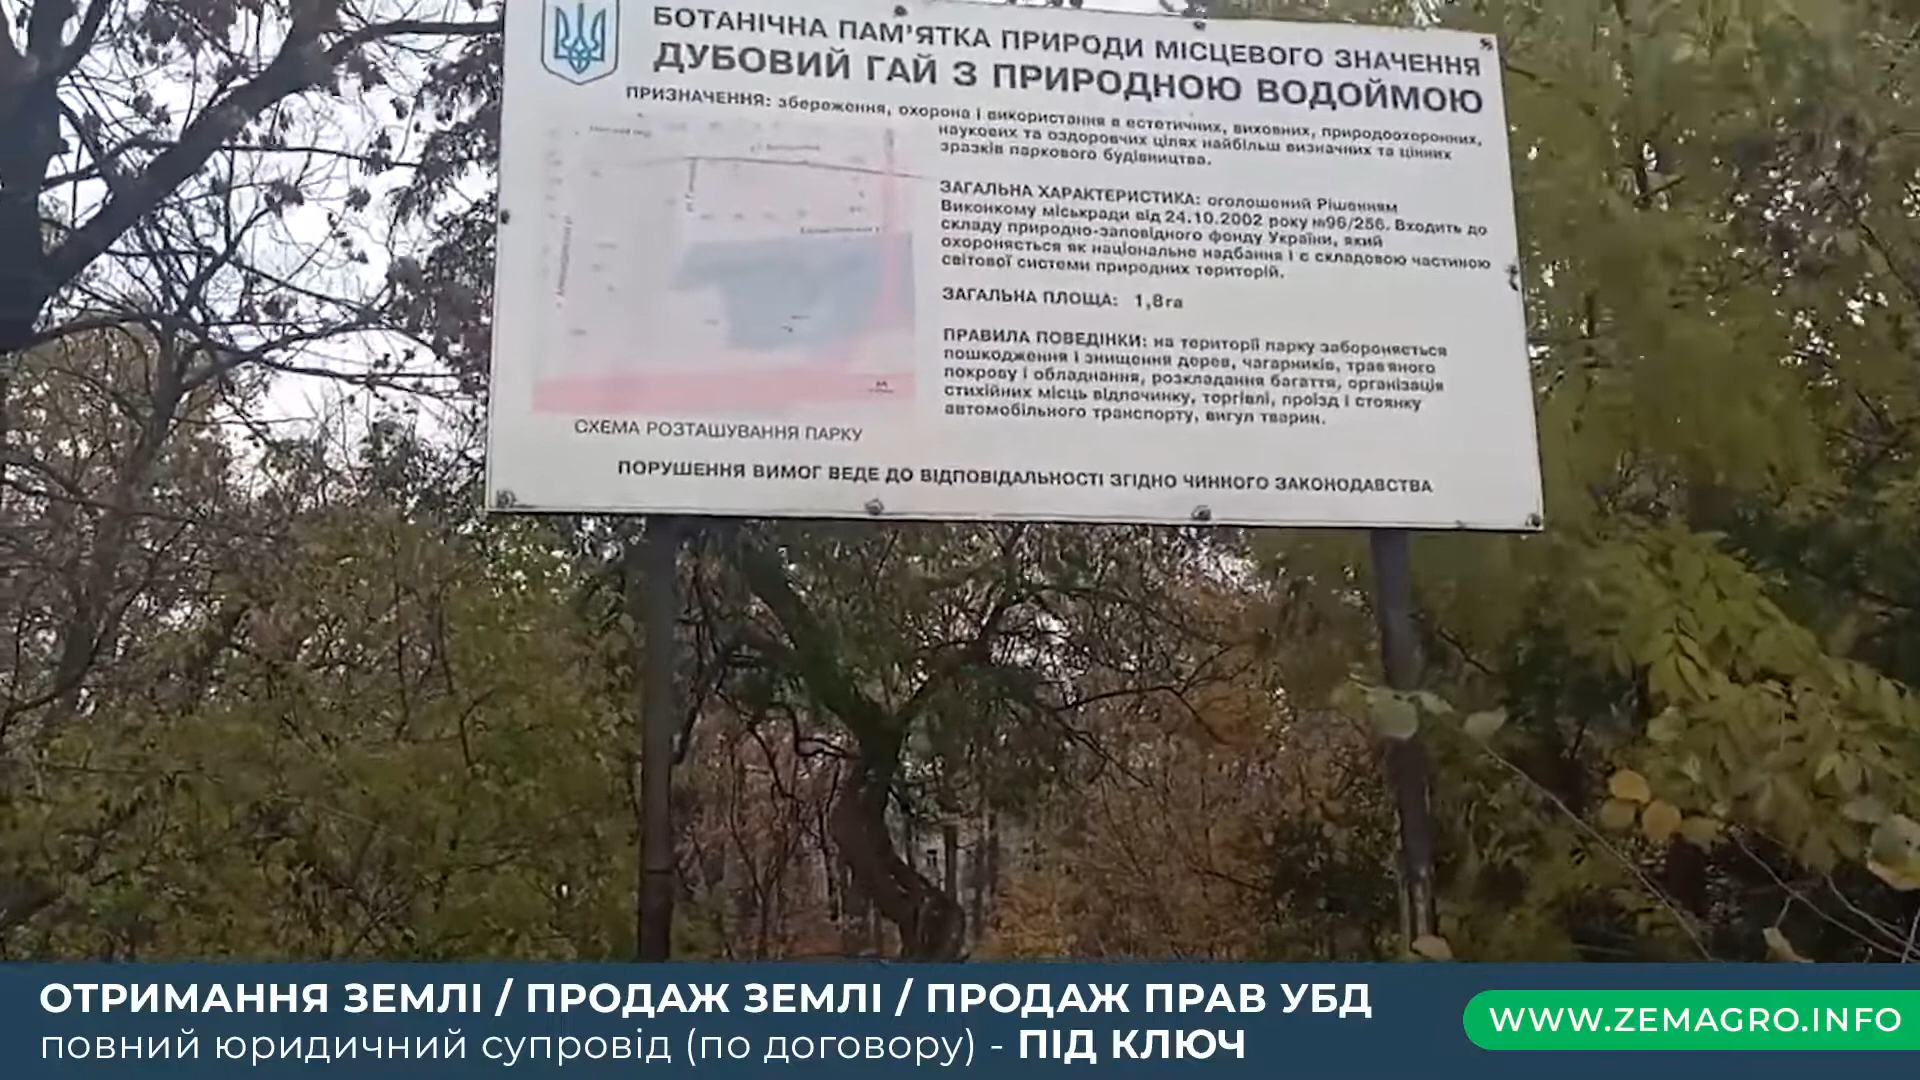 БОТАНІЧНА ПАМ'ЯТКА ПРИРОДИ МІСЦЕВОГО ЗНАЧЕННЯ
ДУБОВИЙ ГАЙ З ПРИРОДНОЮ ВОДОЙМОЮ
ПРИЗНАЧЕННЯ: збереження, охорона і використання в естетичних, виховних, природоохоронних,
наукових та оздоровчих цілях найбільш визначних та цінних
зразків паркового будівництва.
ЗАГАЛЬНА ХАРАКТЕРИСТИКА: оголошений Рішенням
Виконкому міськради від 24.10.2002 року №96/256. Входить до
складу природно-заповідного фонду України, який
охороняється як національне надбання і є складовою частиною
світової системи природних територій.
ЗАГАЛЬНА ПЛОЩА: 1,8га
ПРАВИЛА ПОВЕДІНКИ: на території парку забороняється
пошкодження і знищення дерев, чагарників, трав'яного
покрову і обладнання, розкладання багаття, організація
стихійних місць відпочинку, торгівлі, проїзд і стоянку
автомобільного транспорту, вигул тварин.
СХЕМА РОЗТАШУВАННЯ ПАРКУ
ПОРУШЕННЯ ВИМОГ ВЕДЕ ДО ВІДПОВІДАЛЬНОСТІ ЗГІДНО ЧИННОГО ЗАКОНОДАВСТВА
ОТРИМАННЯ ЗЕМЛІ / ПРОДАЖ ЗЕМЛІ / ПРОДАЖ ПРАВ УБД
повний юридичний супровід (по договору) - ПІД КЛЮЧ
WWW.ZEMAGRO.INFO